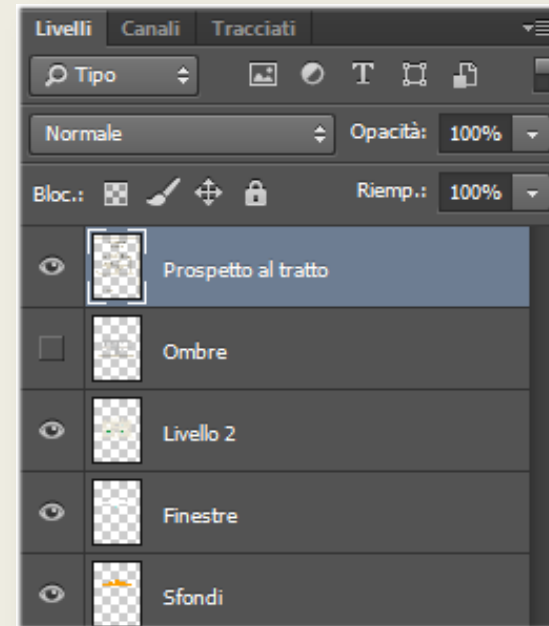 Livelli Canali Tracciati
Tipo T
Normale Opacità: 100%
Bloc.: Riemp.: 100%
Prospetto al tratto
Ombre
Livello 2
Finestre
Sfondi